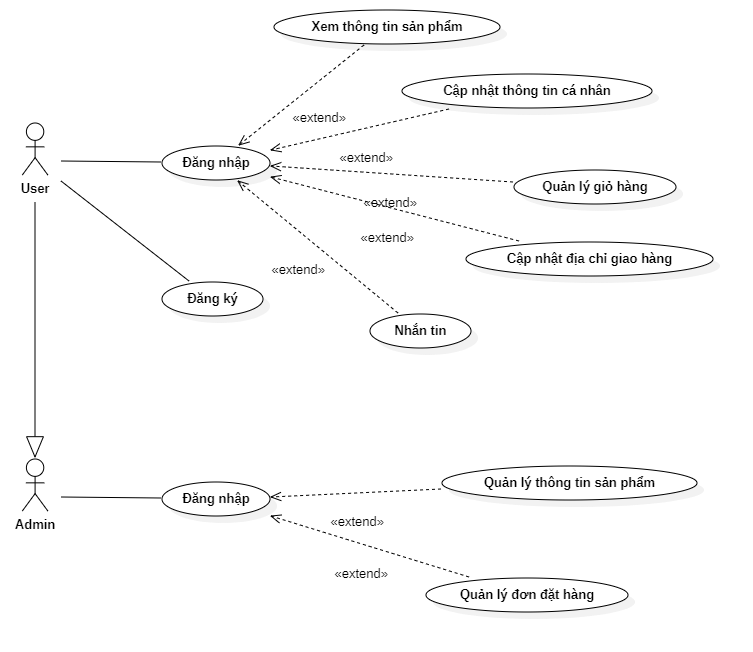 Xem thông tin sản phẩm
Cập nhật thông tin cá nhân
«extend»
Đăng nhập
«extend»
User
Quản lý giỏ hàng
«extend»
«extend»
Cập nhật địa chỉ giao hàng
«extend»
Đăng ký
Nhắn tin
Quản lý thông tin sản phẩm
Đăng nhập
Admin
«extend»
«extend»
Quản lý đơn đặt hàng